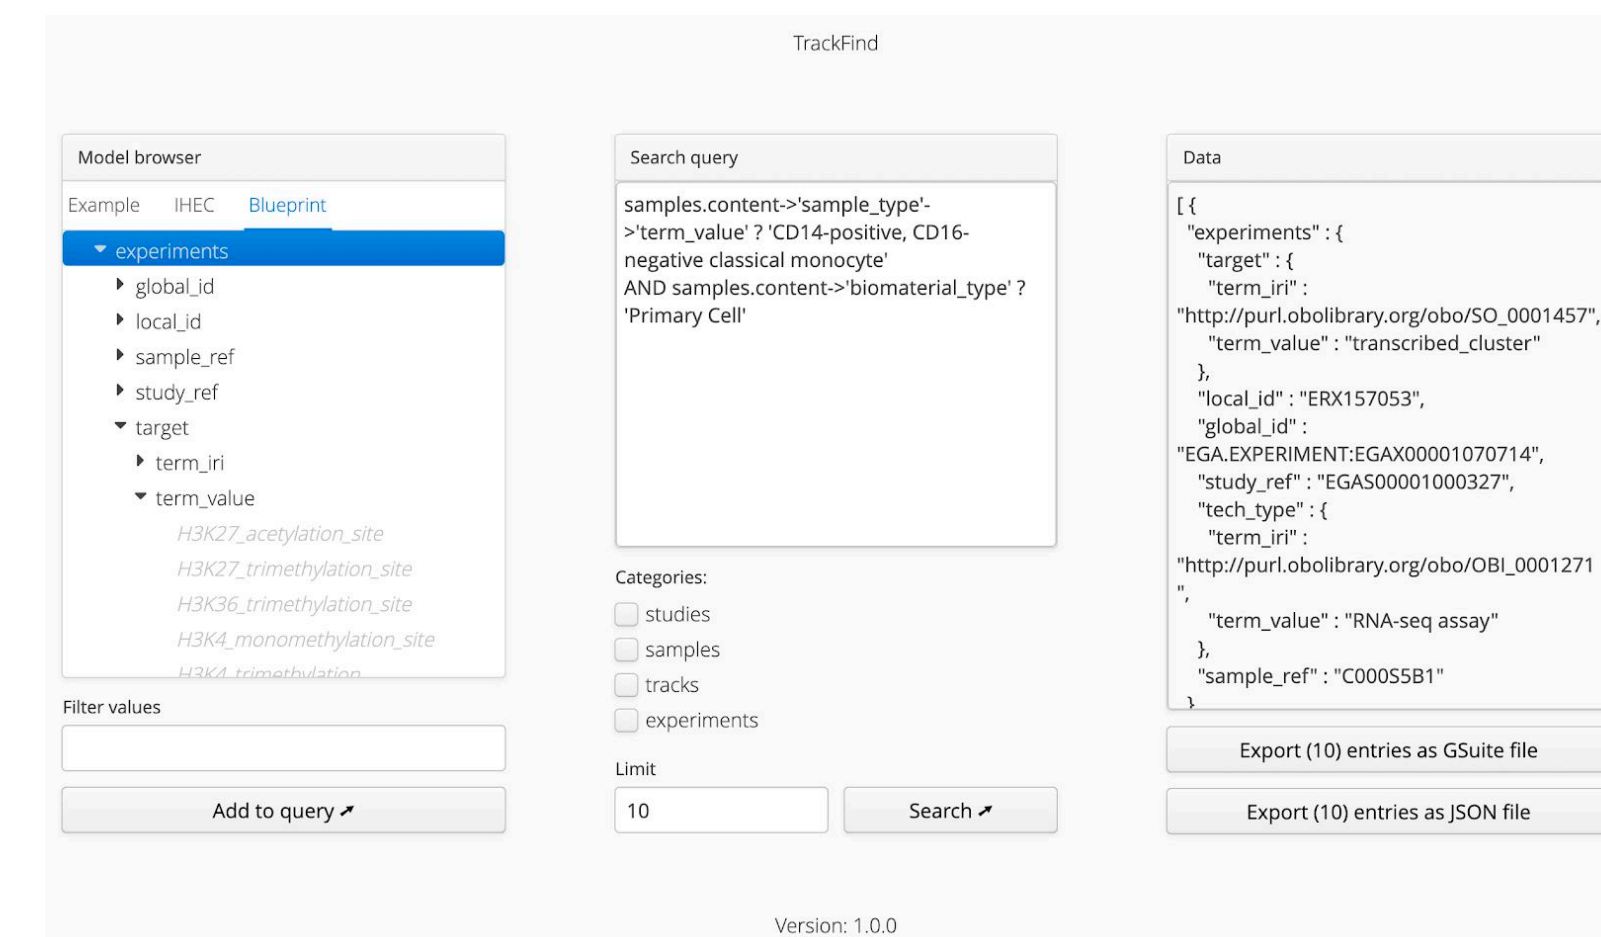 TrackFind
Model browser
Example IHEC Blueprint
experiments
global_id
local_id
sample_ref
study_ref
target
term_iri
term_value
H3K27_acetylation_site
H3K27_trimethylation_site
H3K36_trimethylation_site
H3K4_monomethylation_site
H3K4_trimethylation
Filter values
Add to query ➚
Search query
samples.content->'sample_type'-
>'term_value' ? 'CD14-positive, CD16-
negative classical monocyte'
AND samples.content->'biomaterial_type' ?
'Primary Cell'
Categories:
studies
samples
tracks
experiments
Limit
10
Search ➚
Data
[ {
"experiments" : {
"target" : {
"term_iri" :
"http://purl.obolibrary.org/obo/SO_0001457",
"term_value" : "transcribed_cluster"
},
"local_id" : "ERX157053",
"global_id" :
"EGA.EXPERIMENT:EGAX00001070714",
"study_ref" : "EGAS00001000327",
"tech_type" : {
"term_iri" :
"http://purl.obolibrary.org/obo/OBI_0001271
",
"term_value" : "RNA-seq assay"
},
"sample_ref" : "C000S5B1"
}
Export (10) entries as GSuite file
Export (10) entries as JSON file
Version: 1.0.0